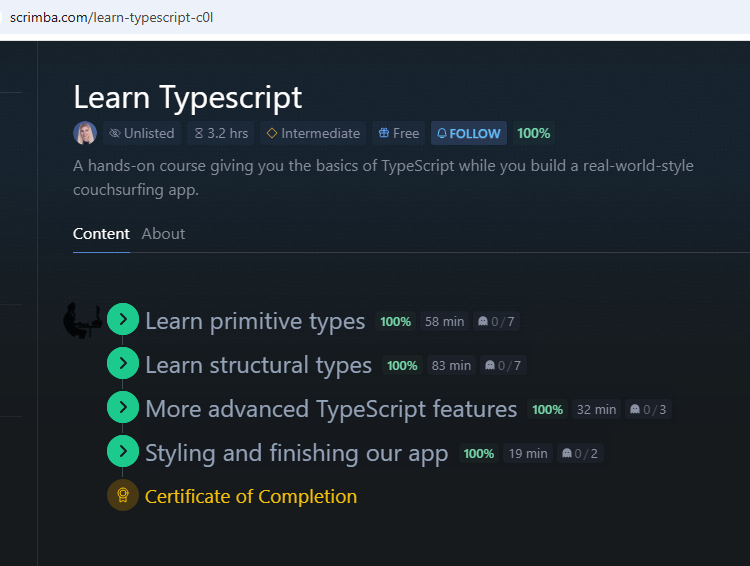 scrimba.com/learn-typescript-c0l
Learn Typescript
Unlisted 3.2 hrs Intermediate Free FOLLOW 100%
A hands-on course giving you the basics of TypeScript while you build a real-world-style
couchsurfing app.
Content About
Learn primitive types 100% 58 min 0/7
Learn structural types 100% 83 min 0/7
More advanced TypeScript features 100% 32 min 0/3
Styling and finishing our app 100% 19 min 0/2
Certificate of Completion